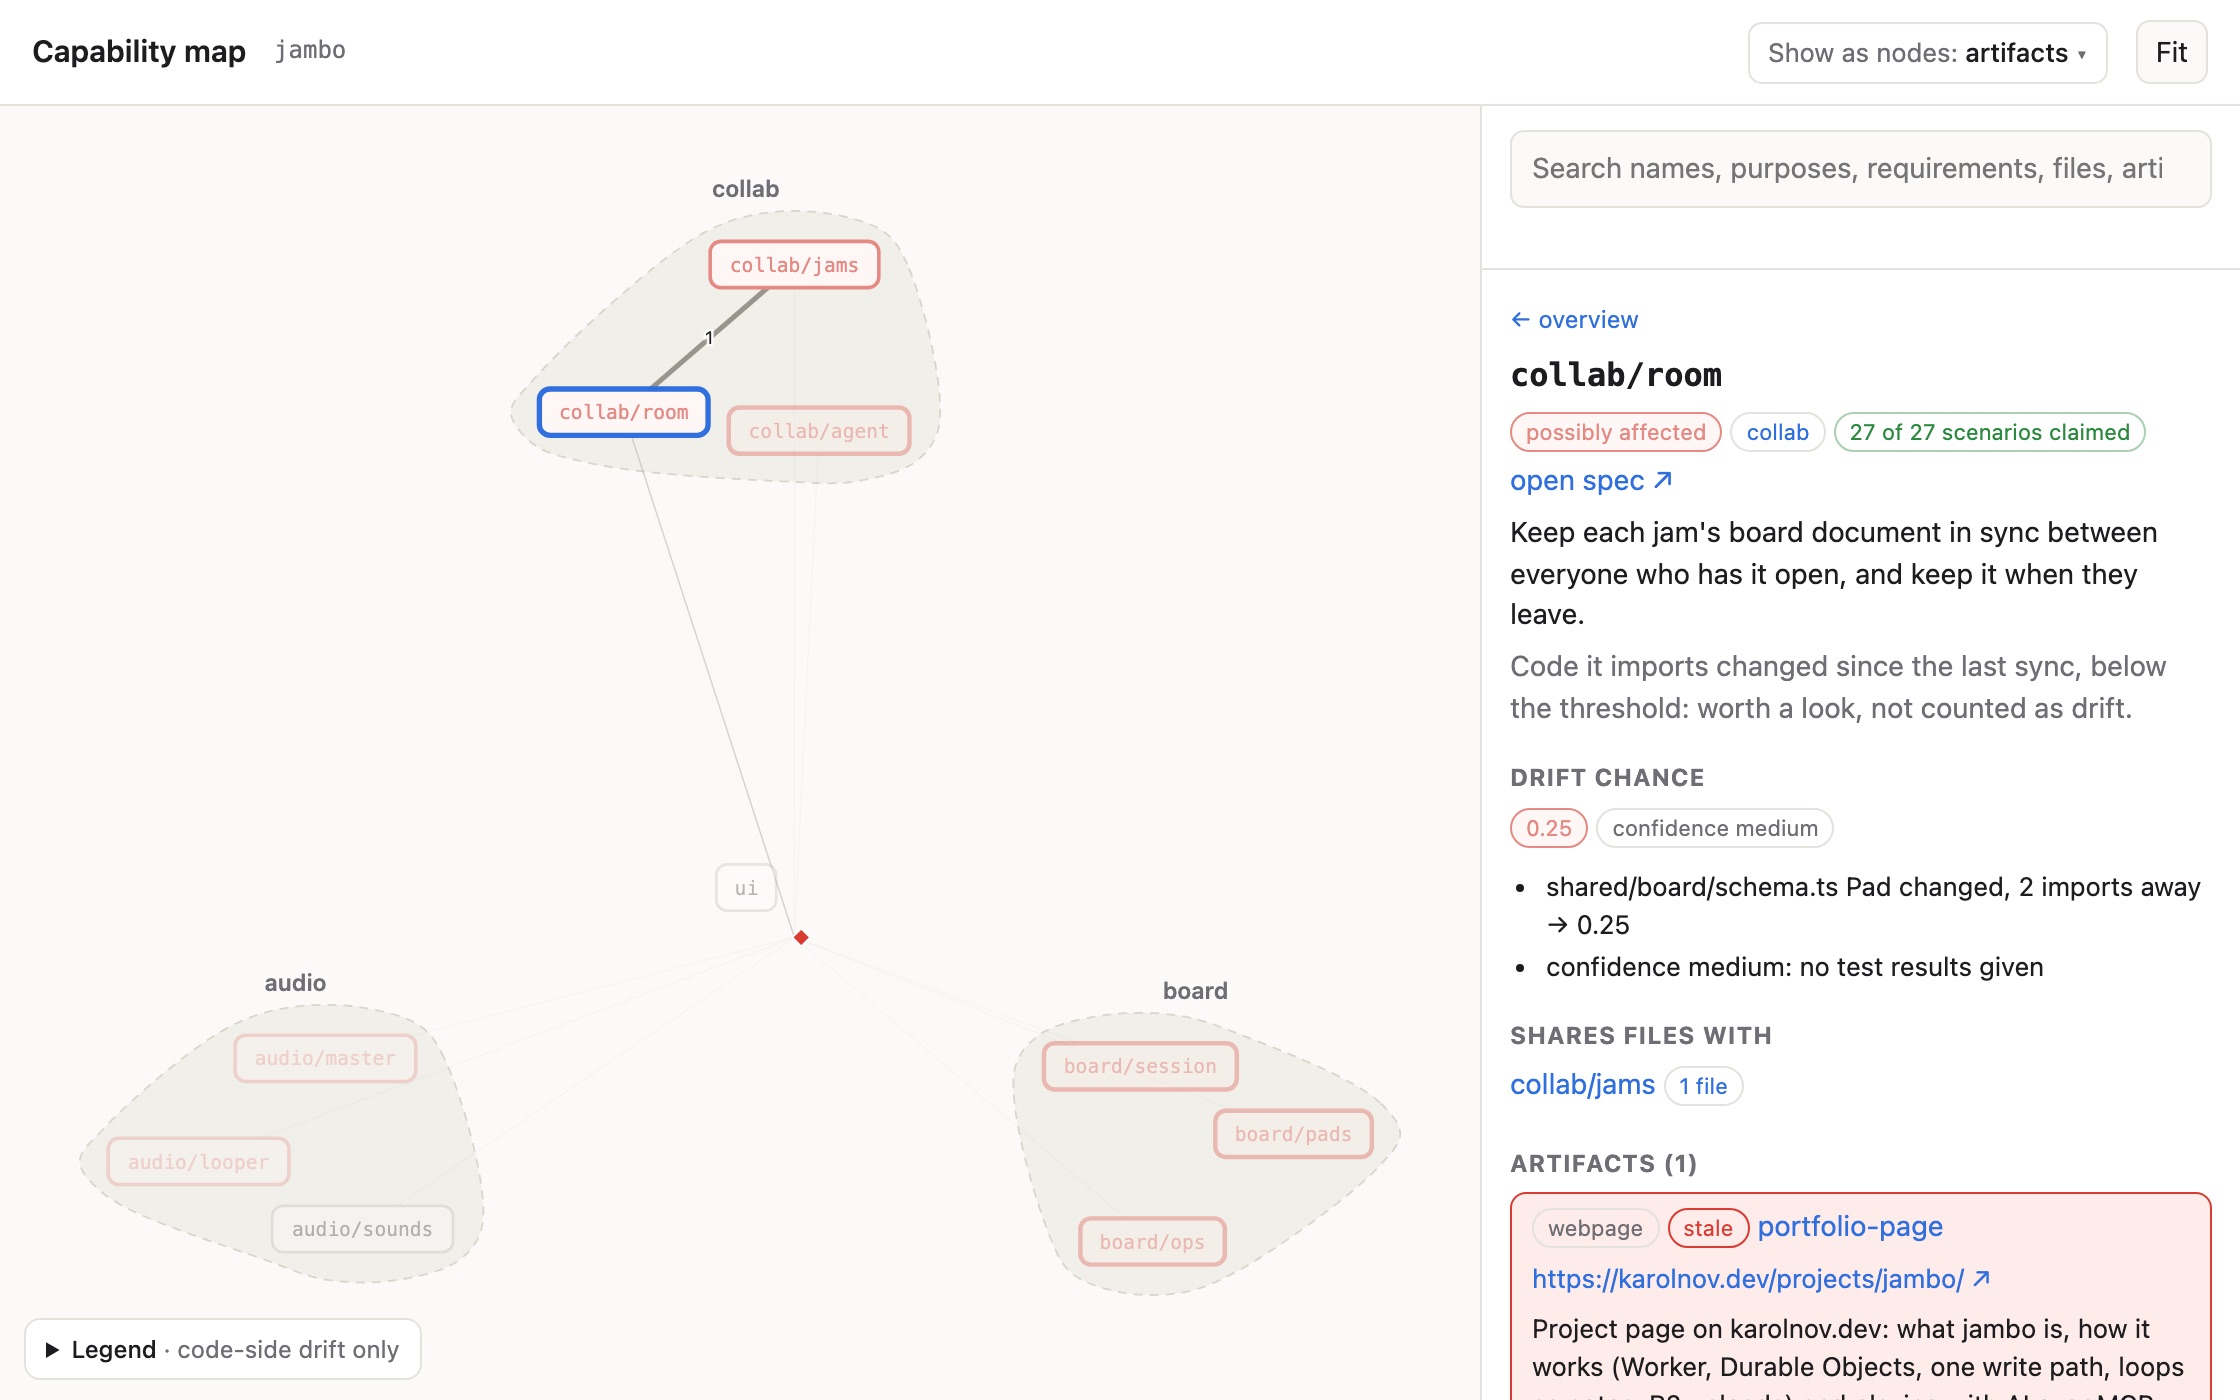 Capability map jambo
Show as nodes: artifacts ▾
Fit
collab
collab/jams
1
collab/room
collab/agent
ui
audio
audio/master
audio/looper
audio/sounds
board
board/session
board/pads
board/ops
▶ Legend · code-side drift only
Search names, purposes, requirements, files, arti
← overview
collab/room
possibly affected collab 27 of 27 scenarios claimed
open spec ↗
Keep each jam's board document in sync between
everyone who has it open, and keep it when they
leave.
Code it imports changed since the last sync, below
the threshold: worth a look, not counted as drift.
DRIFT CHANCE
0.25 confidence medium
• shared/board/schema.ts Pad changed, 2 imports away
→ 0.25
• confidence medium: no test results given
SHARES FILES WITH
collab/jams 1 file
ARTIFACTS (1)
webpage stale portfolio-page
https://karolnov.dev/projects/jambo/ ↗
Project page on karolnov.dev: what jambo is, how it
works (Worker, Durable Objects, one write path, loops